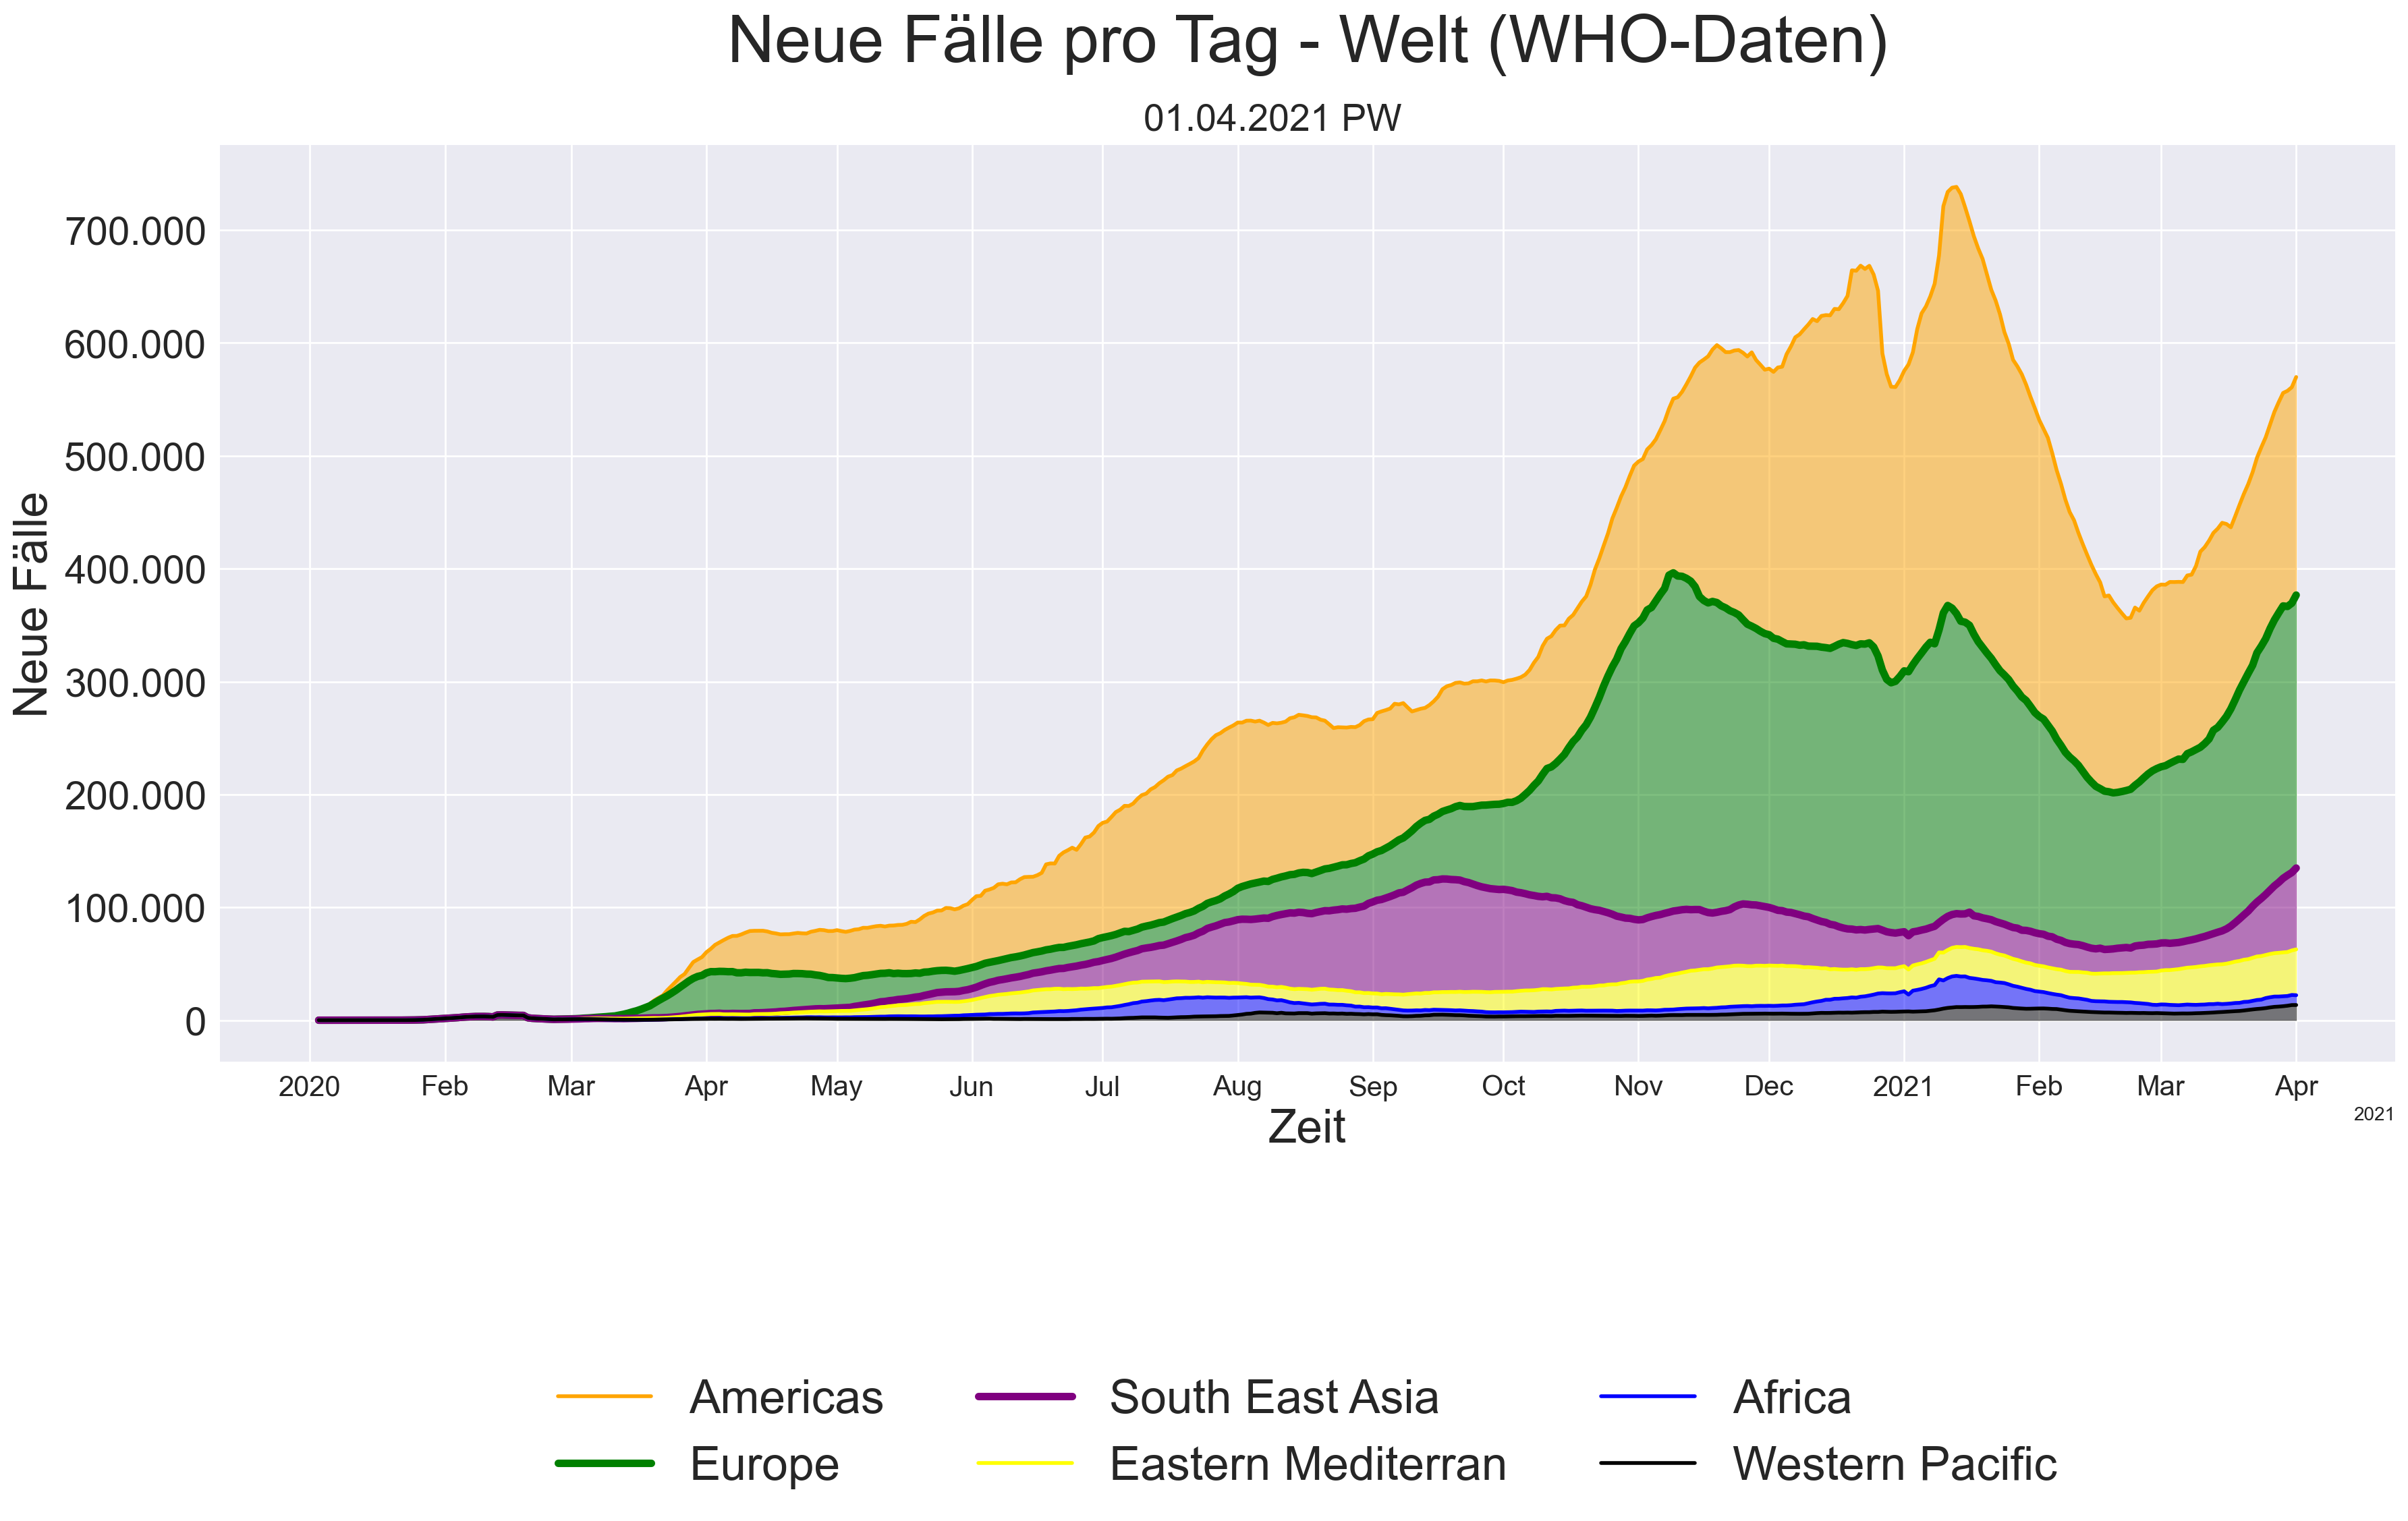 Neue Fälle pro Tag - Welt (WHO-Daten)
01.04.2021 PW
Neue Fälle
700.000
600.000
500.000
400.000
300.000
200.000
100.000
0
2020 Feb Mar Apr May Jun Jul Aug Sep Oct Nov Dec 2021 Feb Mar Apr
2021
Zeit
Americas South East Asia Africa
Europe Eastern Mediterran Western Pacific